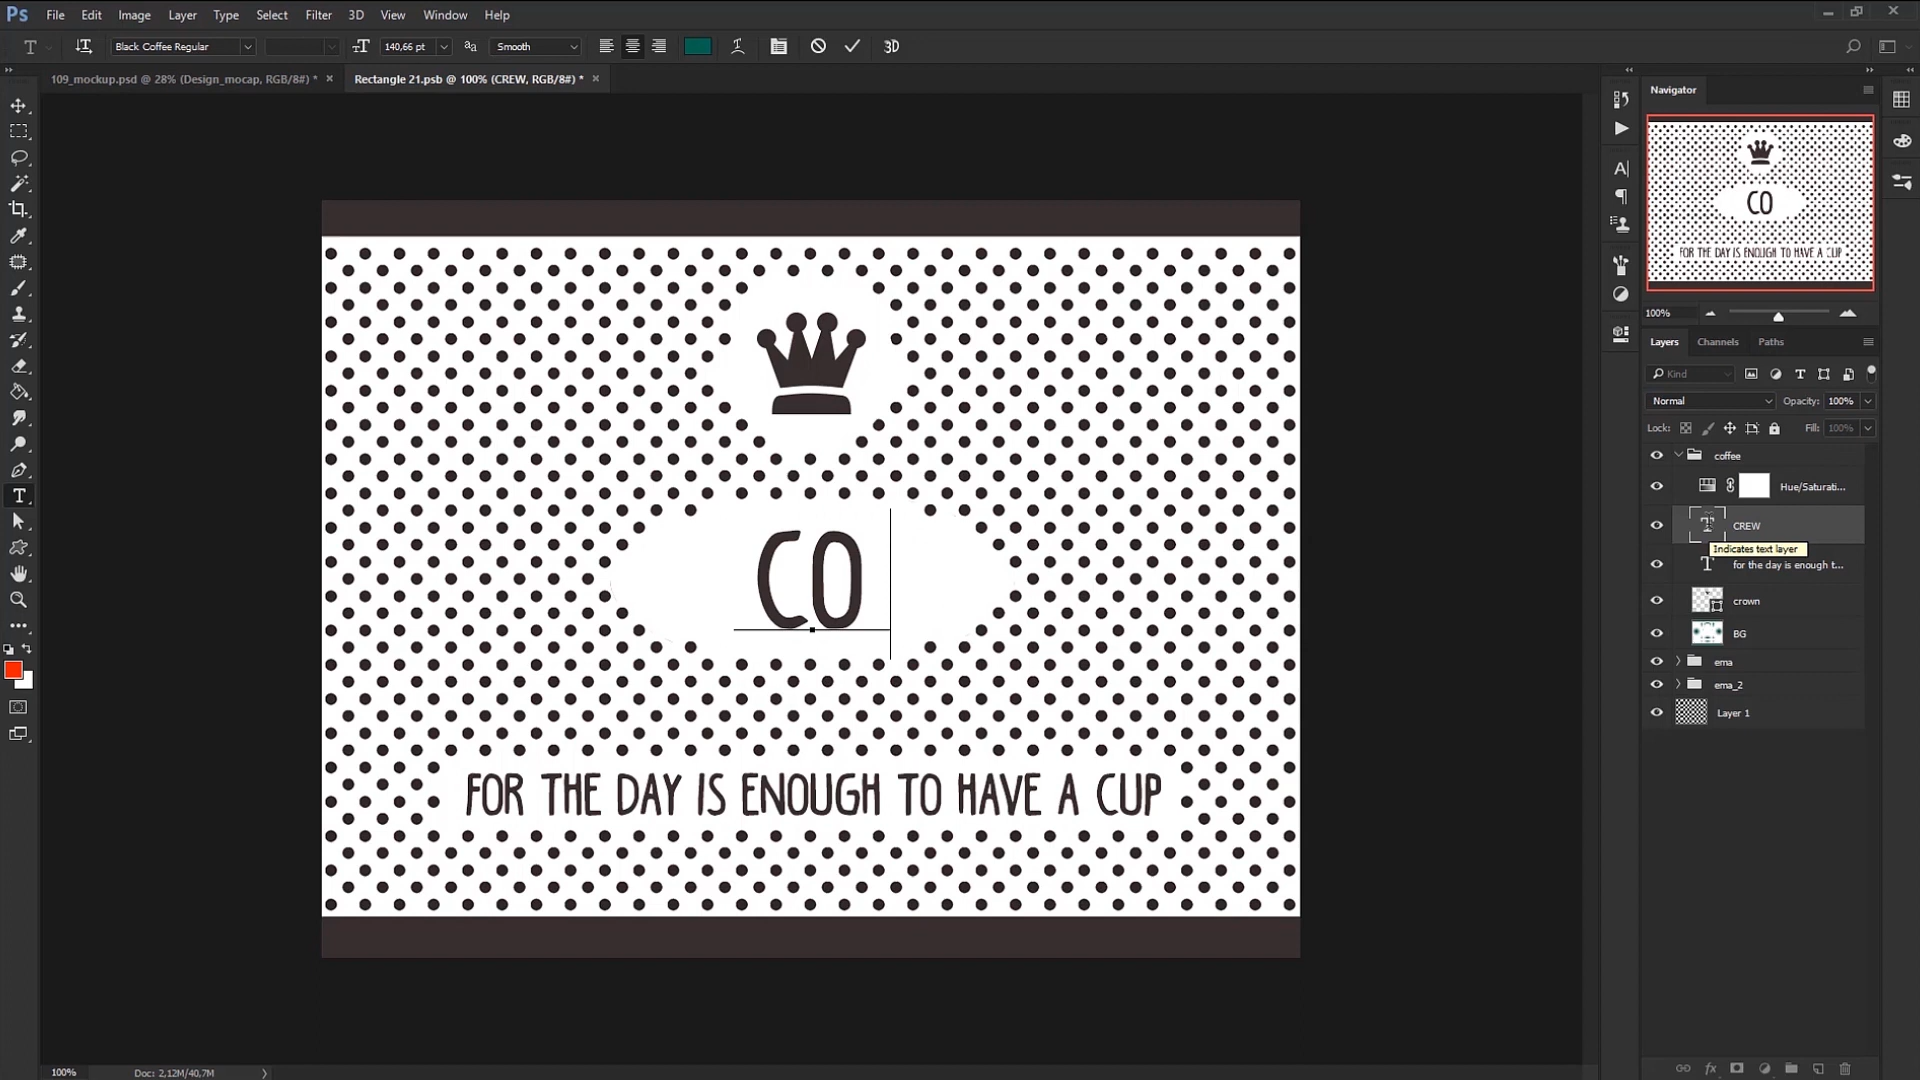 Ps File Edit Image Layer Type Select Filter 3D View Window Help
T Black Coffee Regular 140,66 pt aa Smooth 3D
109_mockup.psd @ 28% (Design_mocap, RGB/8#) * × Rectangle 21.psb @ 100% (CREW, RGB/8#) * ×
Navigator
CO
FOR THE DAY IS ENOUGH TO HAVE A CUP
100%
Layers Channels Paths
Kind
Normal Opacity: 100%
Lock: Fill: 100%
coffee
Hue/Saturati...
CREW
Indicates text layer
for the day is enough t...
crown
BG
ema
ema_2
Layer 1
CO
FOR THE DAY IS ENOUGH TO HAVE A CUP
100% Doc: 2,12M/40,7M